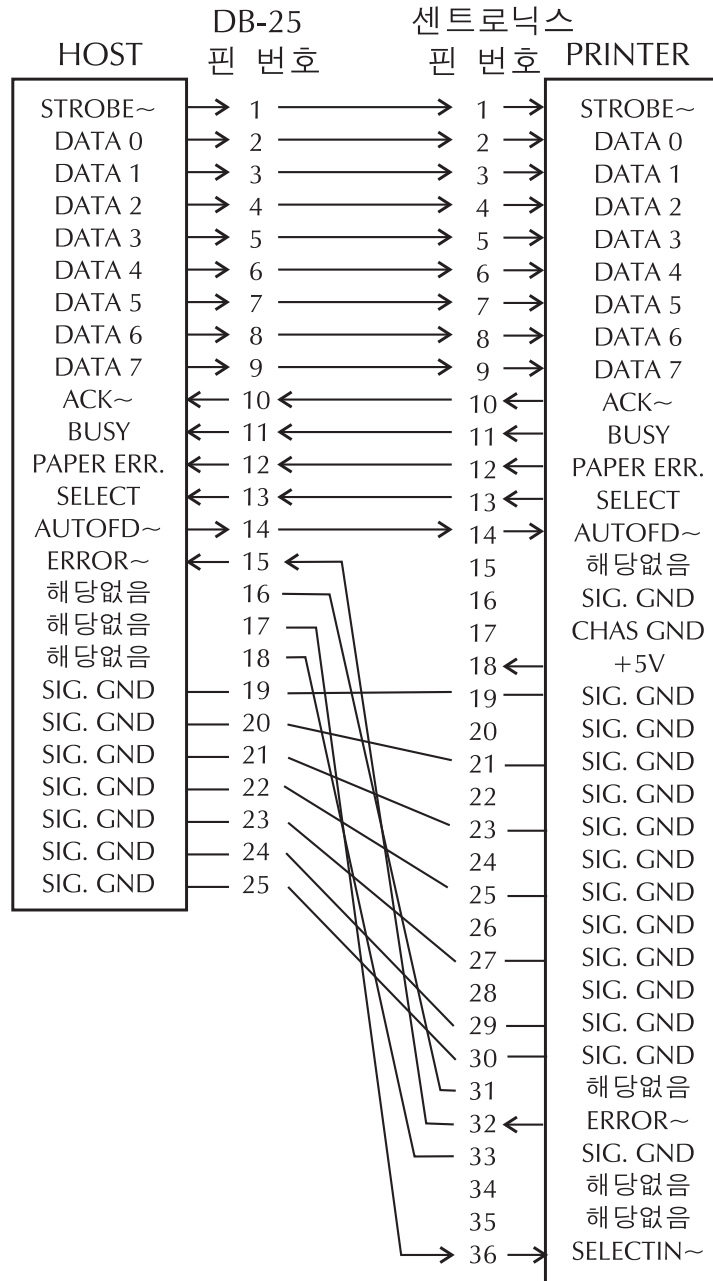 DB-25 센트로닉스
HOST 핀 번호 핀 번호 PRINTER
STROBE~ 1 1 STROBE~
DATA 0 2 2 DATA 0
DATA 1 3 3 DATA 1
DATA 2 4 4 DATA 2
DATA 3 5 5 DATA 3
DATA 4 6 6 DATA 4
DATA 5 7 7 DATA 5
DATA 6 8 8 DATA 6
DATA 7 9 9 DATA 7
ACK~ 10 10 ACK~
BUSY 11 11 BUSY
PAPER ERR. 12 12 PAPER ERR.
SELECT 13 13 SELECT
AUTOFD~ 14 14 AUTOFD~
ERROR~ 15 15 해당없음
해당없음 16 16 SIG. GND
해당없음 17 17 CHAS GND
해당없음 18 18 +5V
SIG. GND 19 19 SIG. GND
SIG. GND 20 20 SIG. GND
SIG. GND 21 21 SIG. GND
SIG. GND 22 22 SIG. GND
SIG. GND 23 23 SIG. GND
SIG. GND 24 24 SIG. GND
SIG. GND 25 25 SIG. GND
26 SIG. GND
27 SIG. GND
28 SIG. GND
29 SIG. GND
30 SIG. GND
31 해당없음
32 ERROR~
33 SIG. GND
34 해당없음
35 해당없음
36 SELECTIN~